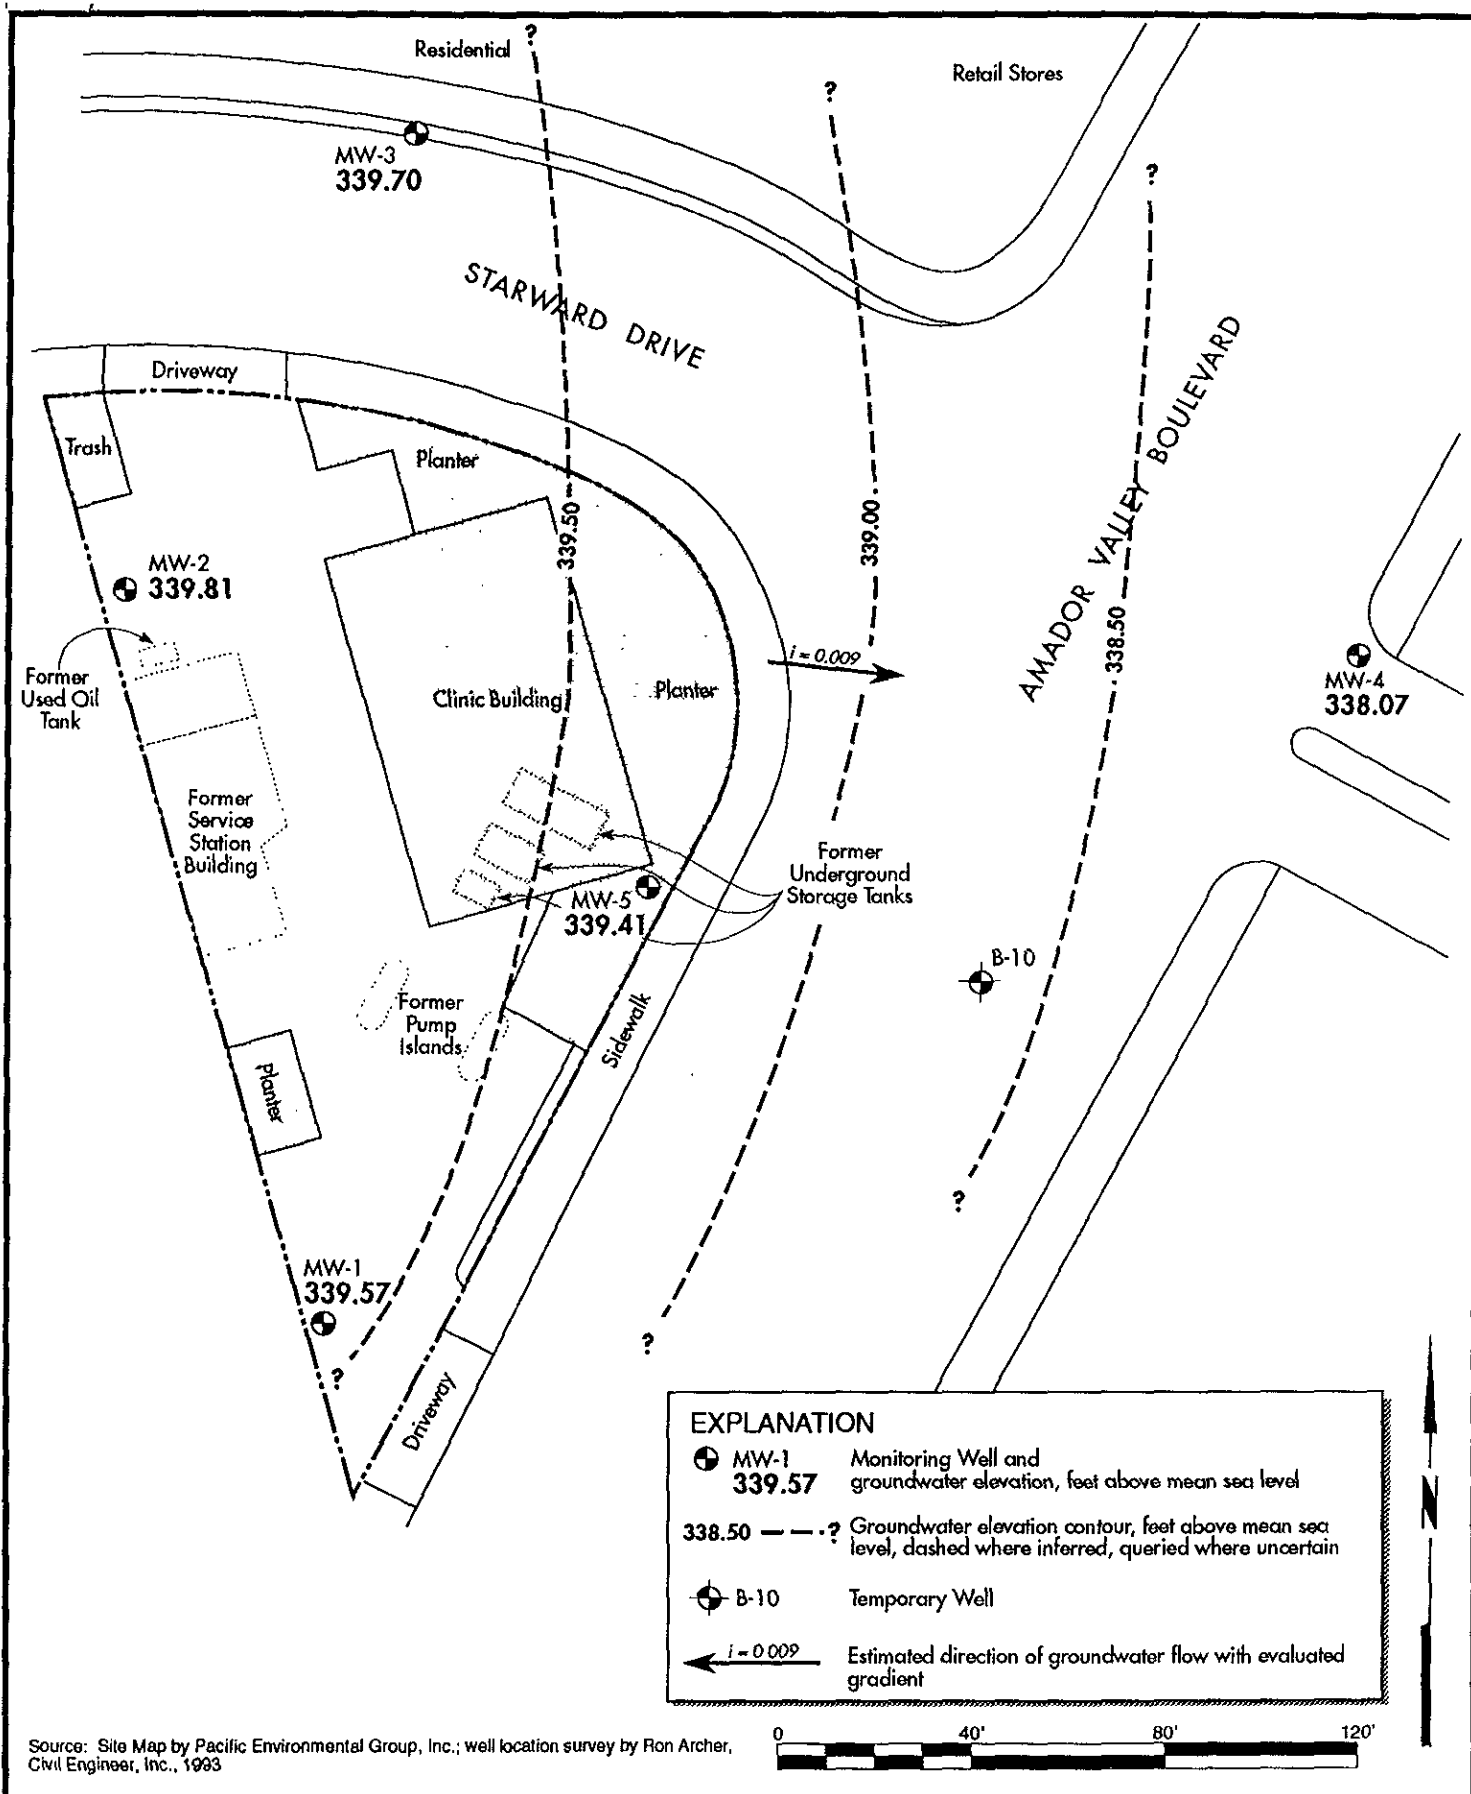 ?
Residential
Retail Stores
?
MW-3
339.70
?
STARWARD DRIVE
Driveway
Trash
Planter
339.50
339.00
AMADOR VALLEY BOULEVARD
MW-2
339.81
338.50
i = 0.009
Former
Used Oil
Tank
Clinic Building
Planter
MW-4
338.07
Former
Service
Station
Building
Former
Underground
Storage Tanks
MW-5
339.41
B-10
Former
Pump
Islands
Sidewalk
Planter
?
MW-1
339.57
?
?
Driveway
EXPLANATION
MW-1
339.57
Monitoring Well and
groundwater elevation, feet above mean sea level
338.50 — — · ? Groundwater elevation contour, feet above mean sea
level, dashed where inferred, queried where uncertain
B-10 Temporary Well
i = 0 009
Estimated direction of groundwater flow with evaluated
gradient
N
0 40' 80' 120'
Source: Site Map by Pacific Environmental Group, Inc.; well location survey by Ron Archer,
Civil Engineer, Inc., 1993